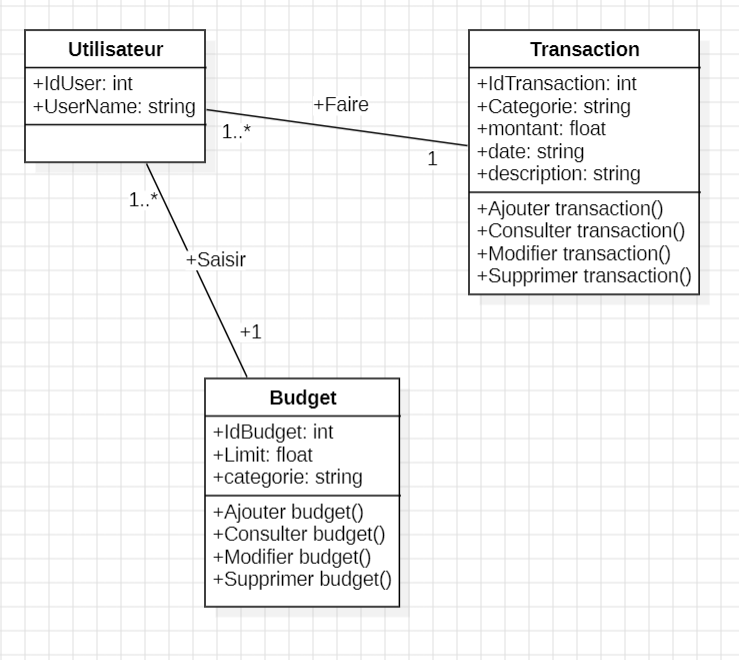 Utilisateur
+IdUser: int
+UserName: string
+Faire
1..*
1
Transaction
+IdTransaction: int
+Categorie: string
+montant: float
+date: string
+description: string
+Ajouter transaction()
+Consulter transaction()
+Modifier transaction()
+Supprimer transaction()
1..*
+Saisir
+1
Budget
+IdBudget: int
+Limit: float
+categorie: string
+Ajouter budget()
+Consulter budget()
+Modifier budget()
+Supprimer budget()